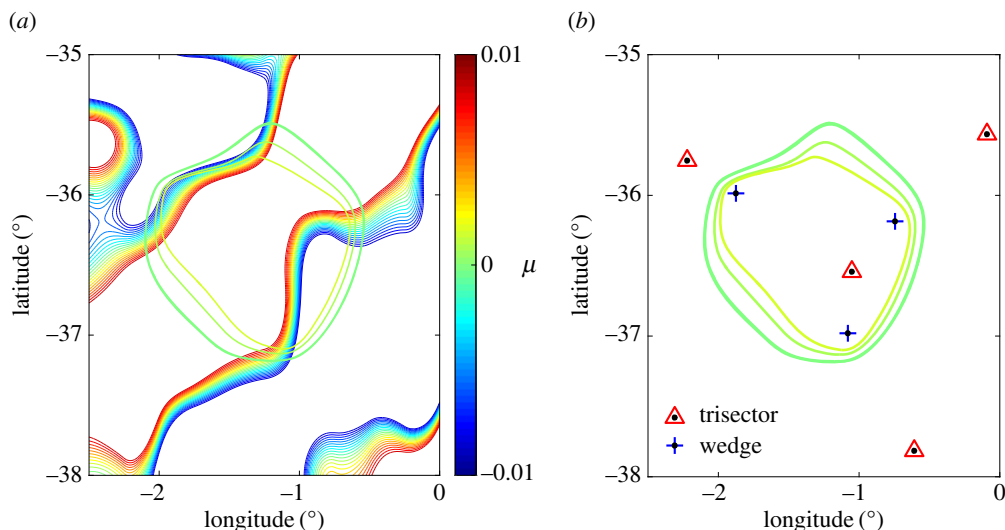 (a)
(b)
–35
–36
–37
–38
latitude (°)
–2
–1
0
longitude (°)
0.01
0
μ
–0.01
–35
–36
–37
–38
latitude (°)
–2
–1
0
longitude (°)
trisector
wedge